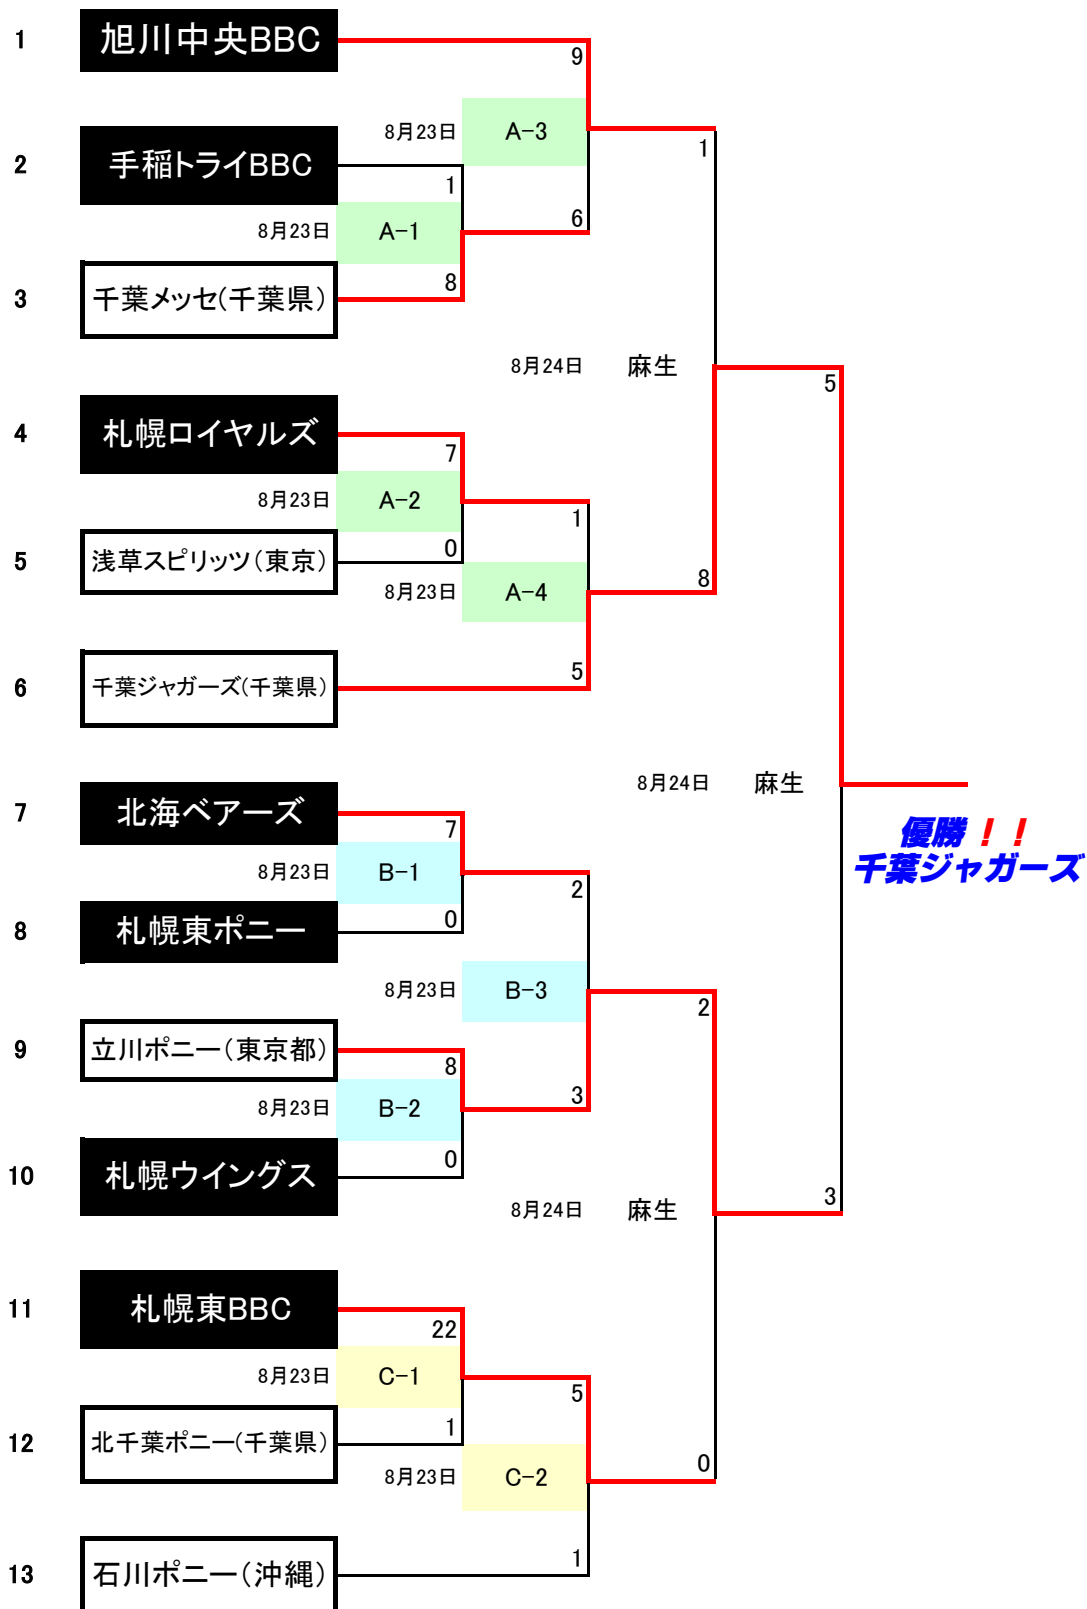 1
旭川中央BBC
9
8月23日
A-3
1
2
手稲トライBBC
1
8月23日
A-1
6
3
千葉メッセ(千葉県)
8
8月24日
麻生
5
4
札幌ロイヤルズ
7
8月23日
A-2
1
5
浅草スピリッツ(東京)
0
8月23日
A-4
8
6
千葉ジャガーズ(千葉県)
5
8月24日
麻生
優勝！！
千葉ジャガーズ
7
北海ベアーズ
7
8月23日
B-1
2
8
札幌東ポニー
0
8月23日
B-3
2
9
立川ポニー(東京都)
8
8月23日
B-2
3
10
札幌ウイングス
0
8月24日
麻生
3
11
札幌東BBC
22
8月23日
C-1
5
12
北千葉ポニー(千葉県)
1
8月23日
C-2
0
13
石川ポニー(沖縄)
1